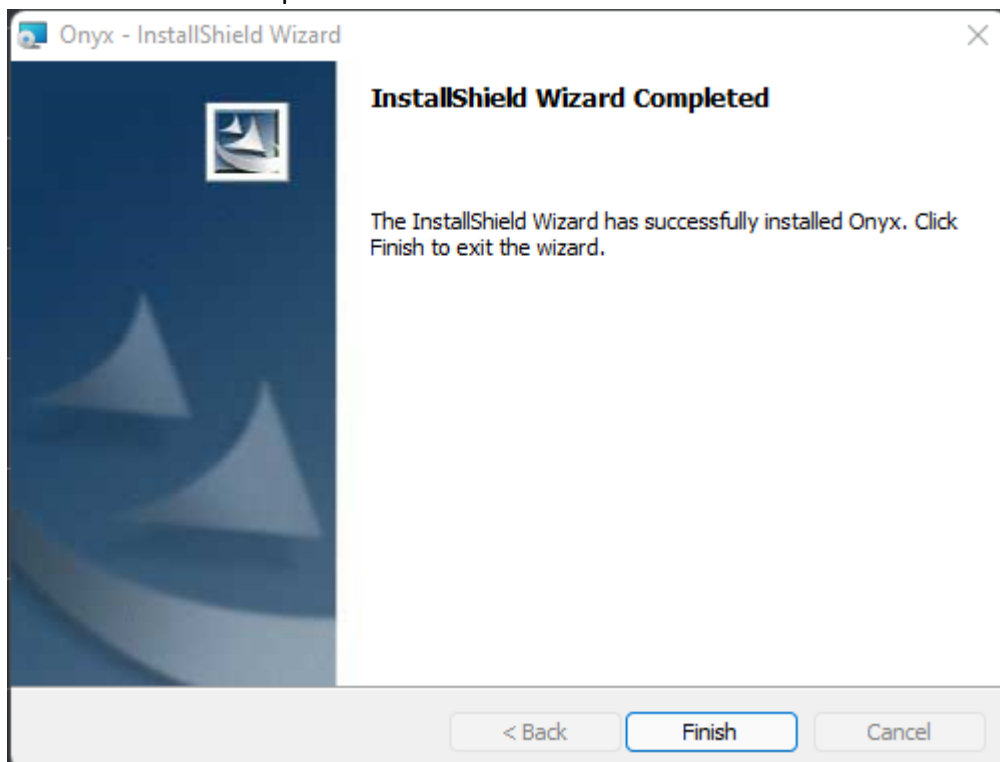 Onyx - InstallShield Wizard
InstallShield Wizard Completed
The InstallShield Wizard has successfully installed Onyx. Click
Finish to exit the wizard.
< Back
Finish
Cancel